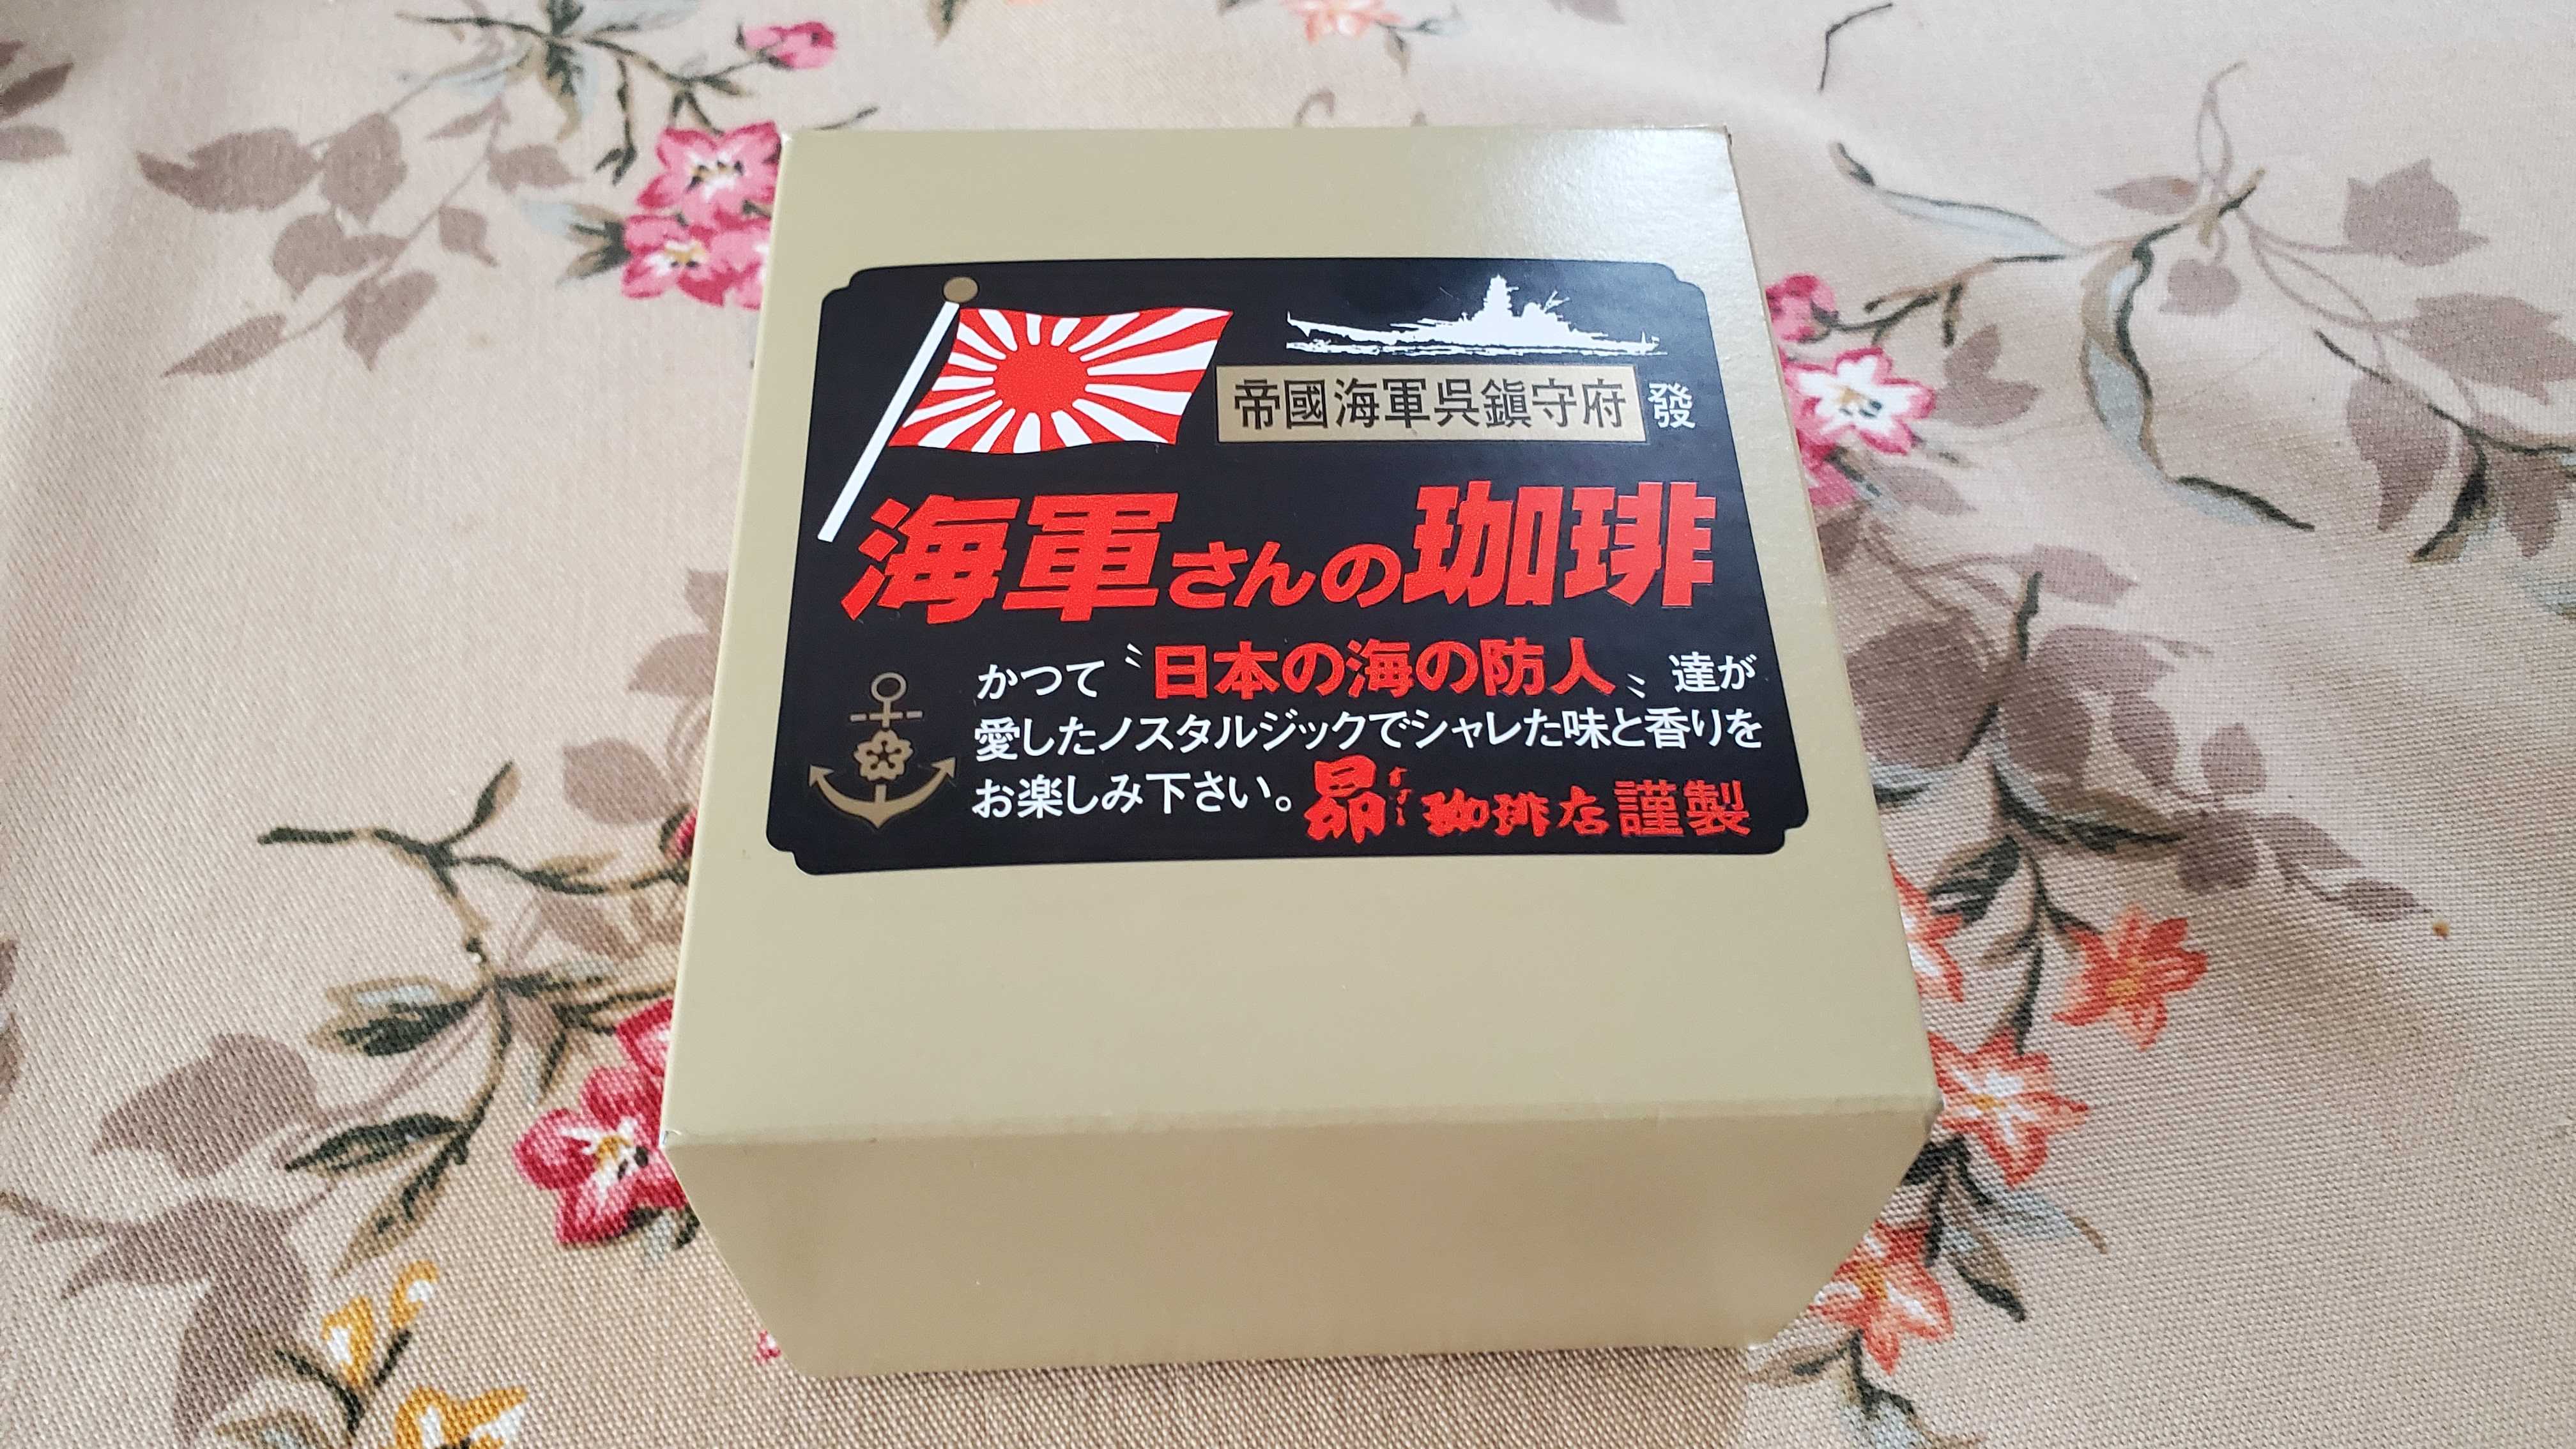 帝國海軍呉鎮守府 發
海軍さんの珈琲
かつて〝日本の海の防人〟達が
愛したノスタルジックでシャレた味と香りを
お楽しみ下さい。昴珈琲店謹製